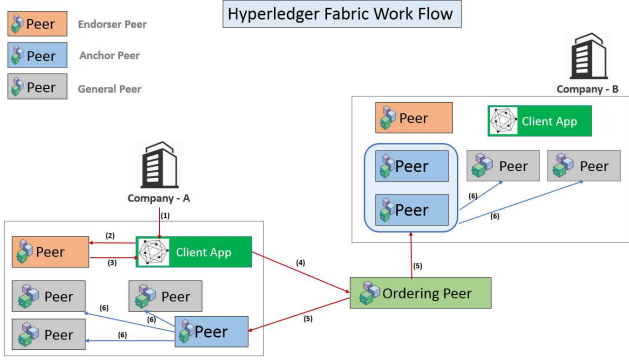 Hyperledger Fabric Work Flow
Peer
Endorser Peer
Peer
Anchor Peer
Peer
General Peer
Company - B
Peer
Client App
Peer
Peer
Peer
Peer
(6)
(6)
Company - A
(1)
(2)
Peer
Client App
(3)
(4)
(5)
Ordering Peer
Peer
Peer
(6)
(6)
(5)
Peer
Peer
(6)